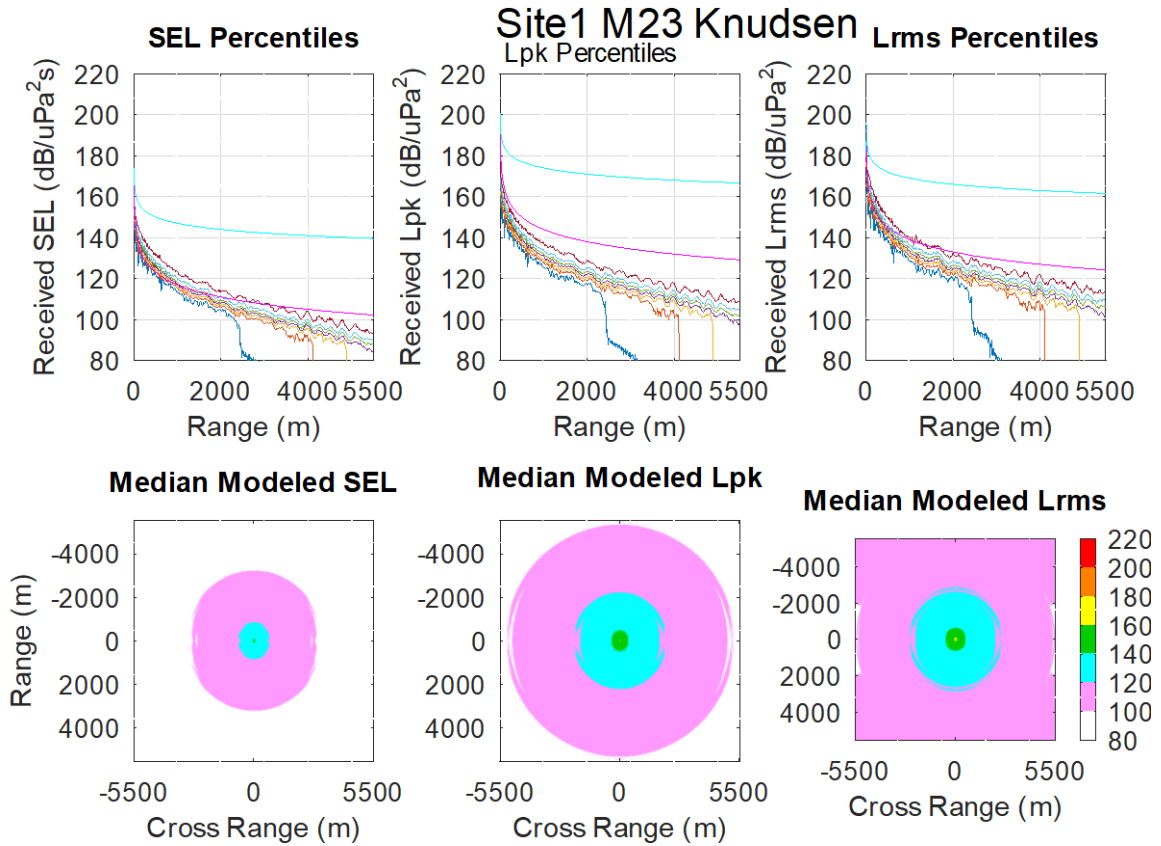 Site1 M23 Knudsen
SEL Percentiles
Lpk Percentiles
Lrms Percentiles
Received SEL (dB/uPa²s)
220
200
180
160
140
120
100
80
0 2000 4000 5500
Range (m)
Received Lpk (dB/uPa²)
220
200
180
160
140
120
100
80
0 2000 4000 5500
Range (m)
Received Lrms (dB/uPa²)
220
200
180
160
140
120
100
80
0 2000 4000 5500
Range (m)
Median Modeled SEL
Range (m)
-4000
-2000
0
2000
4000
-5500 0 5500
Cross Range (m)
Median Modeled Lpk
-4000
-2000
0
2000
4000
-5500 0 5500
Cross Range (m)
Median Modeled Lrms
-4000
-2000
0
2000
4000
-5500 0 5500
Cross Range (m)
220
200
180
160
140
120
100
80